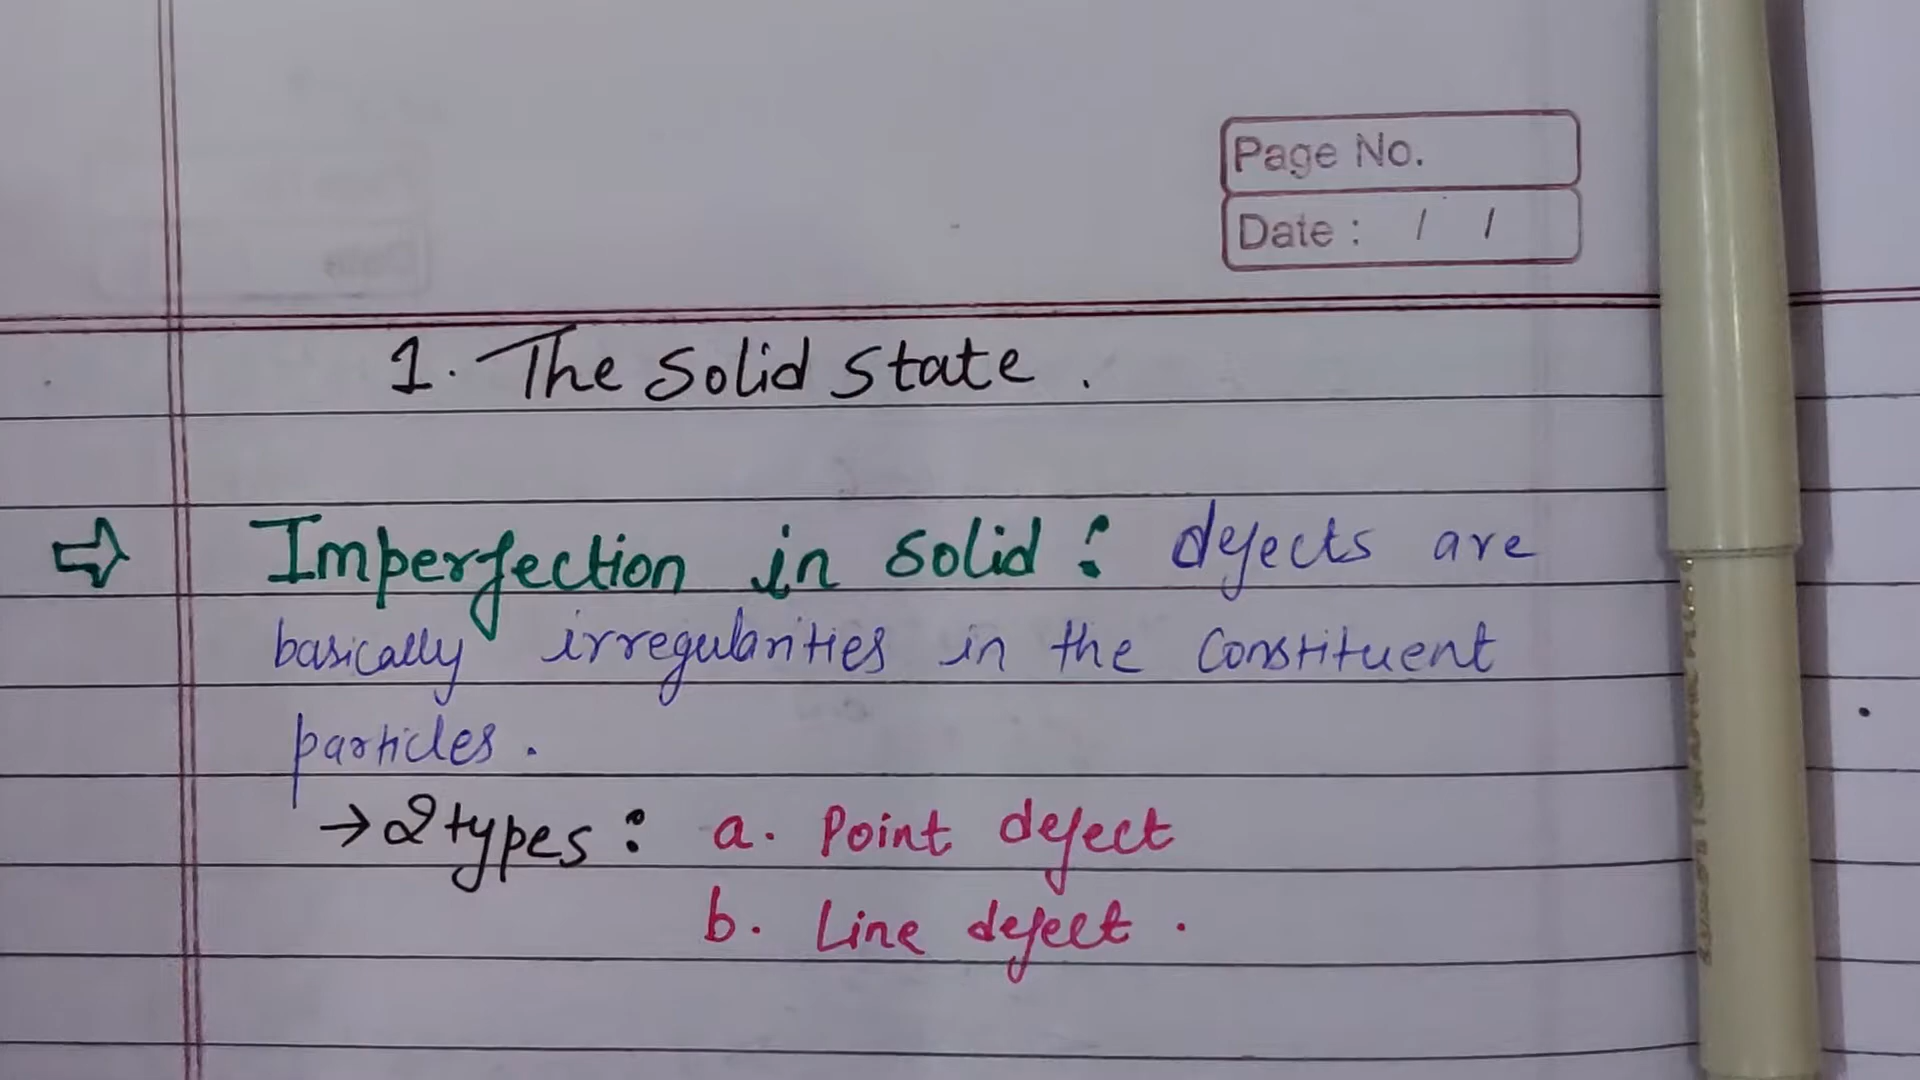 Page No.
Date : / /
1. The Solid State.
⇨ Imperfection in solid : defects are
basically irregularities in the constituent
particles.
→ 2 types : a. Point defect
b. Line defect.